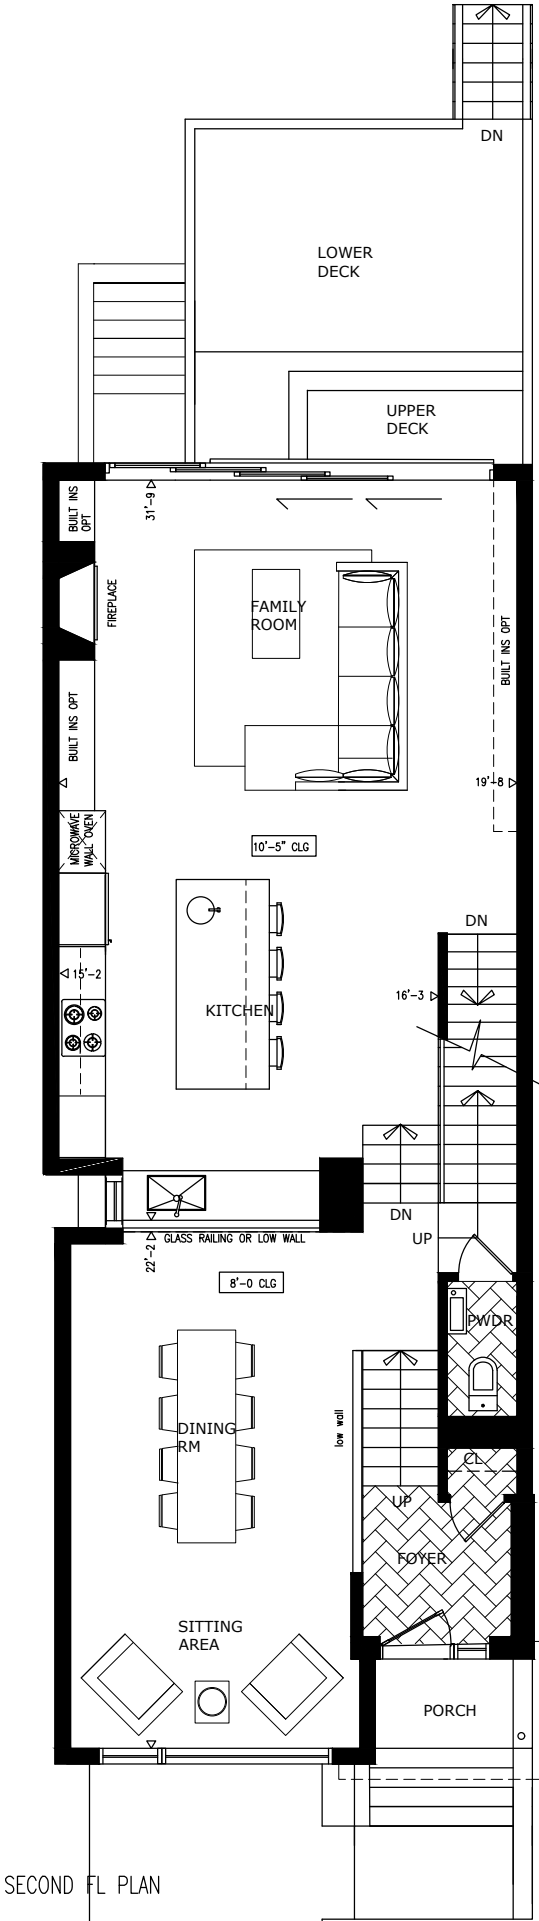 DN
LOWER
DECK
UPPER
DECK
BUILT INS
OPT
31'-9
FIREPLACE
FAMILY
ROOM
BUILT INS OPT
BUILT INS OPT
19'-8
MICROWAVE
WALL OVEN
10'-5" CLG
DN
15'-2
16'-3
KITCHEN
DN
UP
GLASS RAILING OR LOW WALL
22'-2
8'-0 CLG
PWDR
low wall
DINING
RM
CL
UP
FOYER
SITTING
AREA
PORCH
SECOND FL PLAN